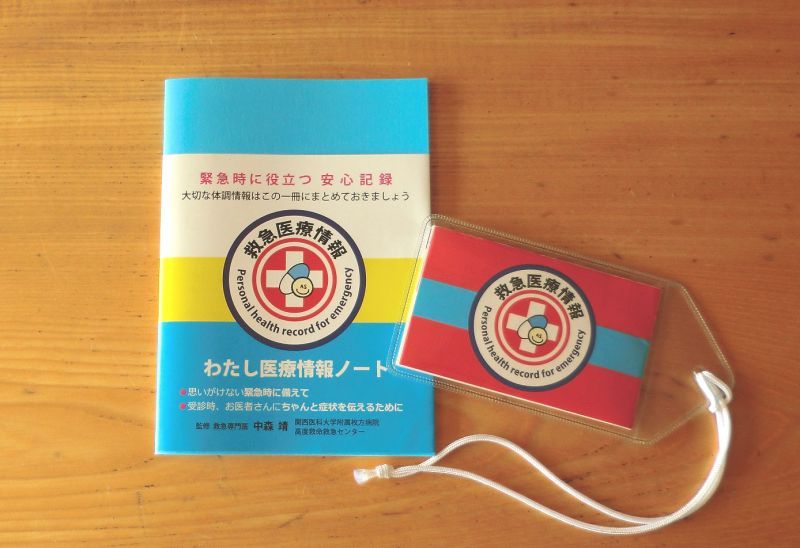 緊急時に役立つ 安心記録
大切な体調情報はこの一冊にまとめておきましょう
救急医療情報
Personal health record for emergency
わたし医療情報ノート
●思いがけない緊急時に備えて
●受診時、お医者さんにちゃんと症状を伝えるために
監修 救急専門医 中森 靖 関西医科大学附属枚方病院
高度救命救急センター
救急医療情報
Personal health record for emergency